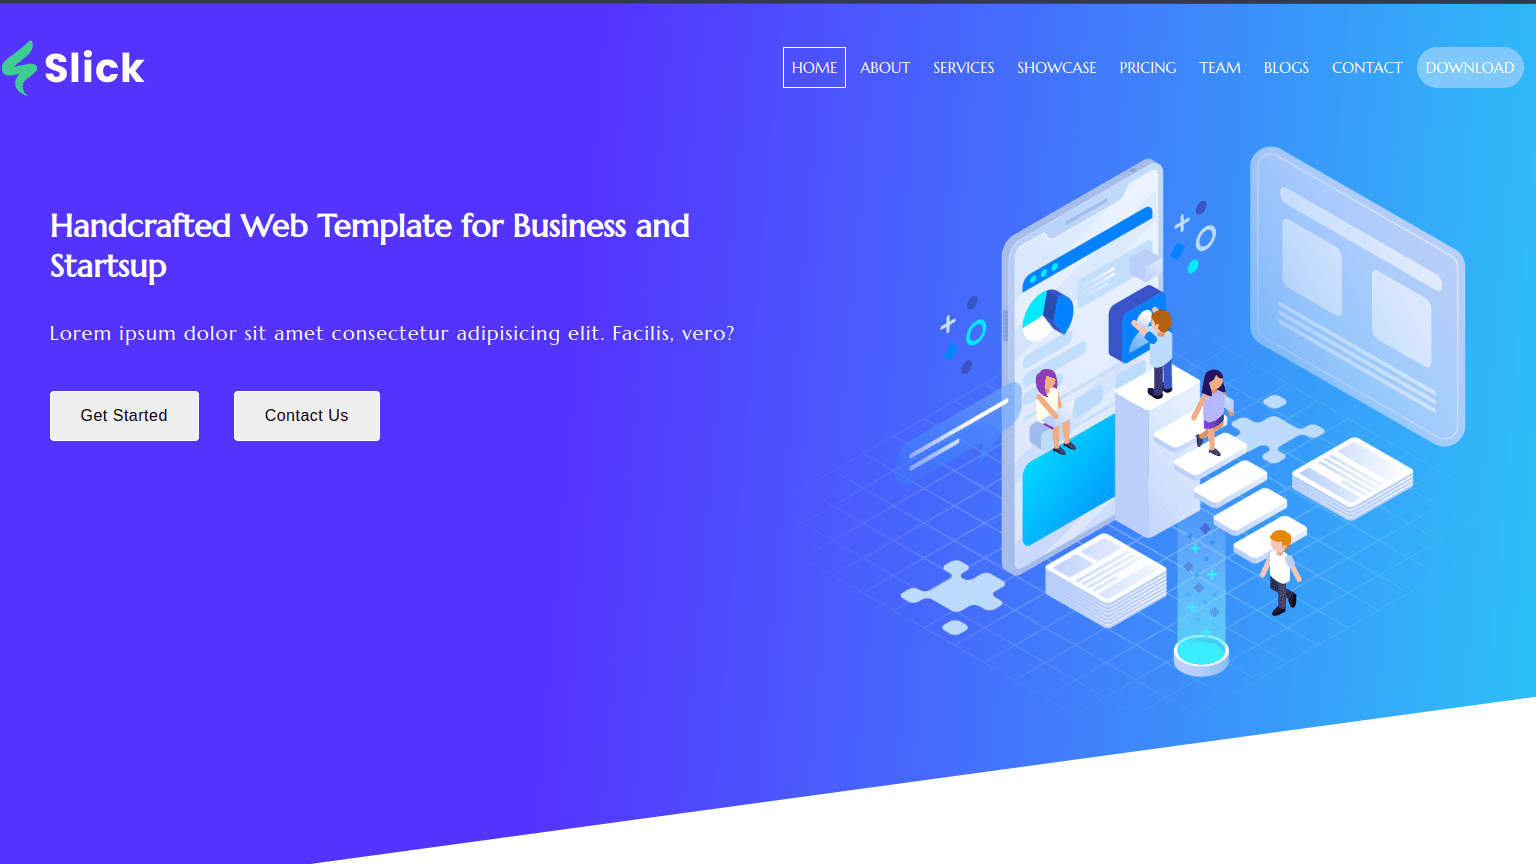 Slick
HOME ABOUT SERVICES SHOWCASE PRICING TEAM BLOGS CONTACT DOWNLOAD
Handcrafted Web Template for Business and
Startsup
Lorem ipsum dolor sit amet consectetur adipisicing elit. Facilis, vero?
Get Started Contact Us